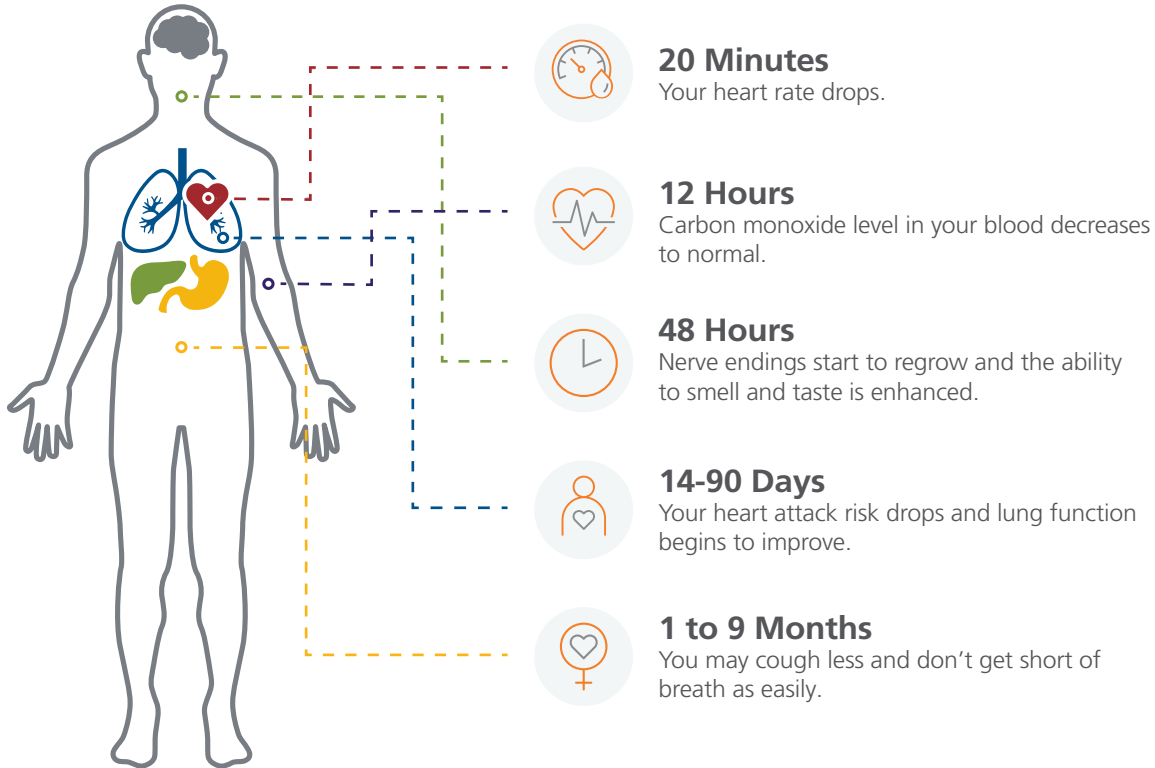 20 Minutes
Your heart rate drops.
12 Hours
Carbon monoxide level in your blood decreases
to normal.
48 Hours
Nerve endings start to regrow and the ability
to smell and taste is enhanced.
14-90 Days
Your heart attack risk drops and lung function
begins to improve.
1 to 9 Months
You may cough less and don’t get short of
breath as easily.